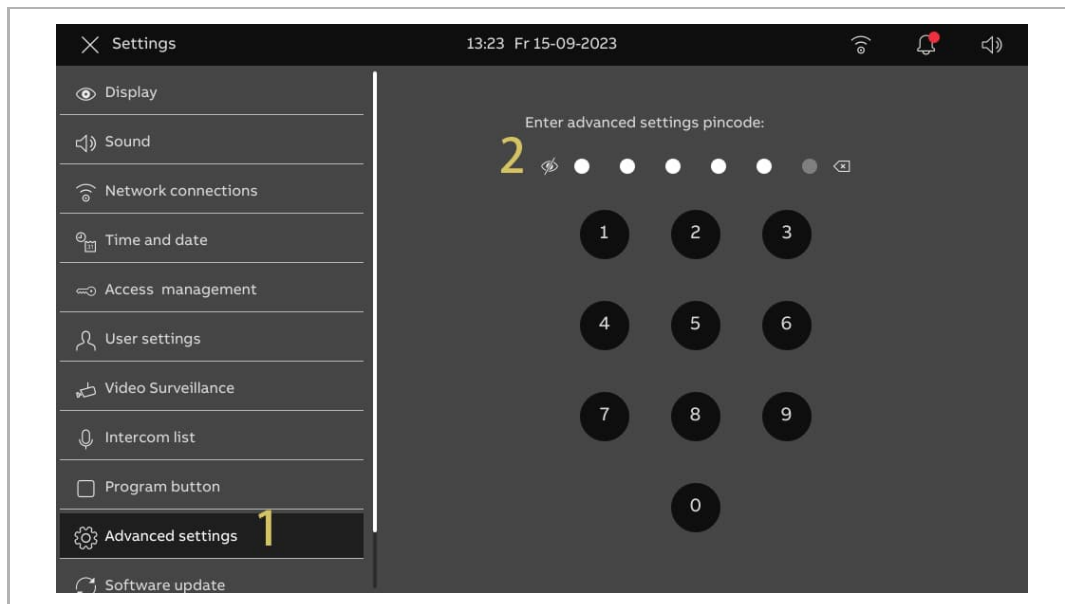 Settings
13:23 Fr 15-09-2023
Display
Sound
Network connections
Time and date
Access management
User settings
Video Surveillance
Intercom list
Program button
Advanced settings 1
Software update
Enter advanced settings pincode:
2
1 2 3
4 5 6
7 8 9
0